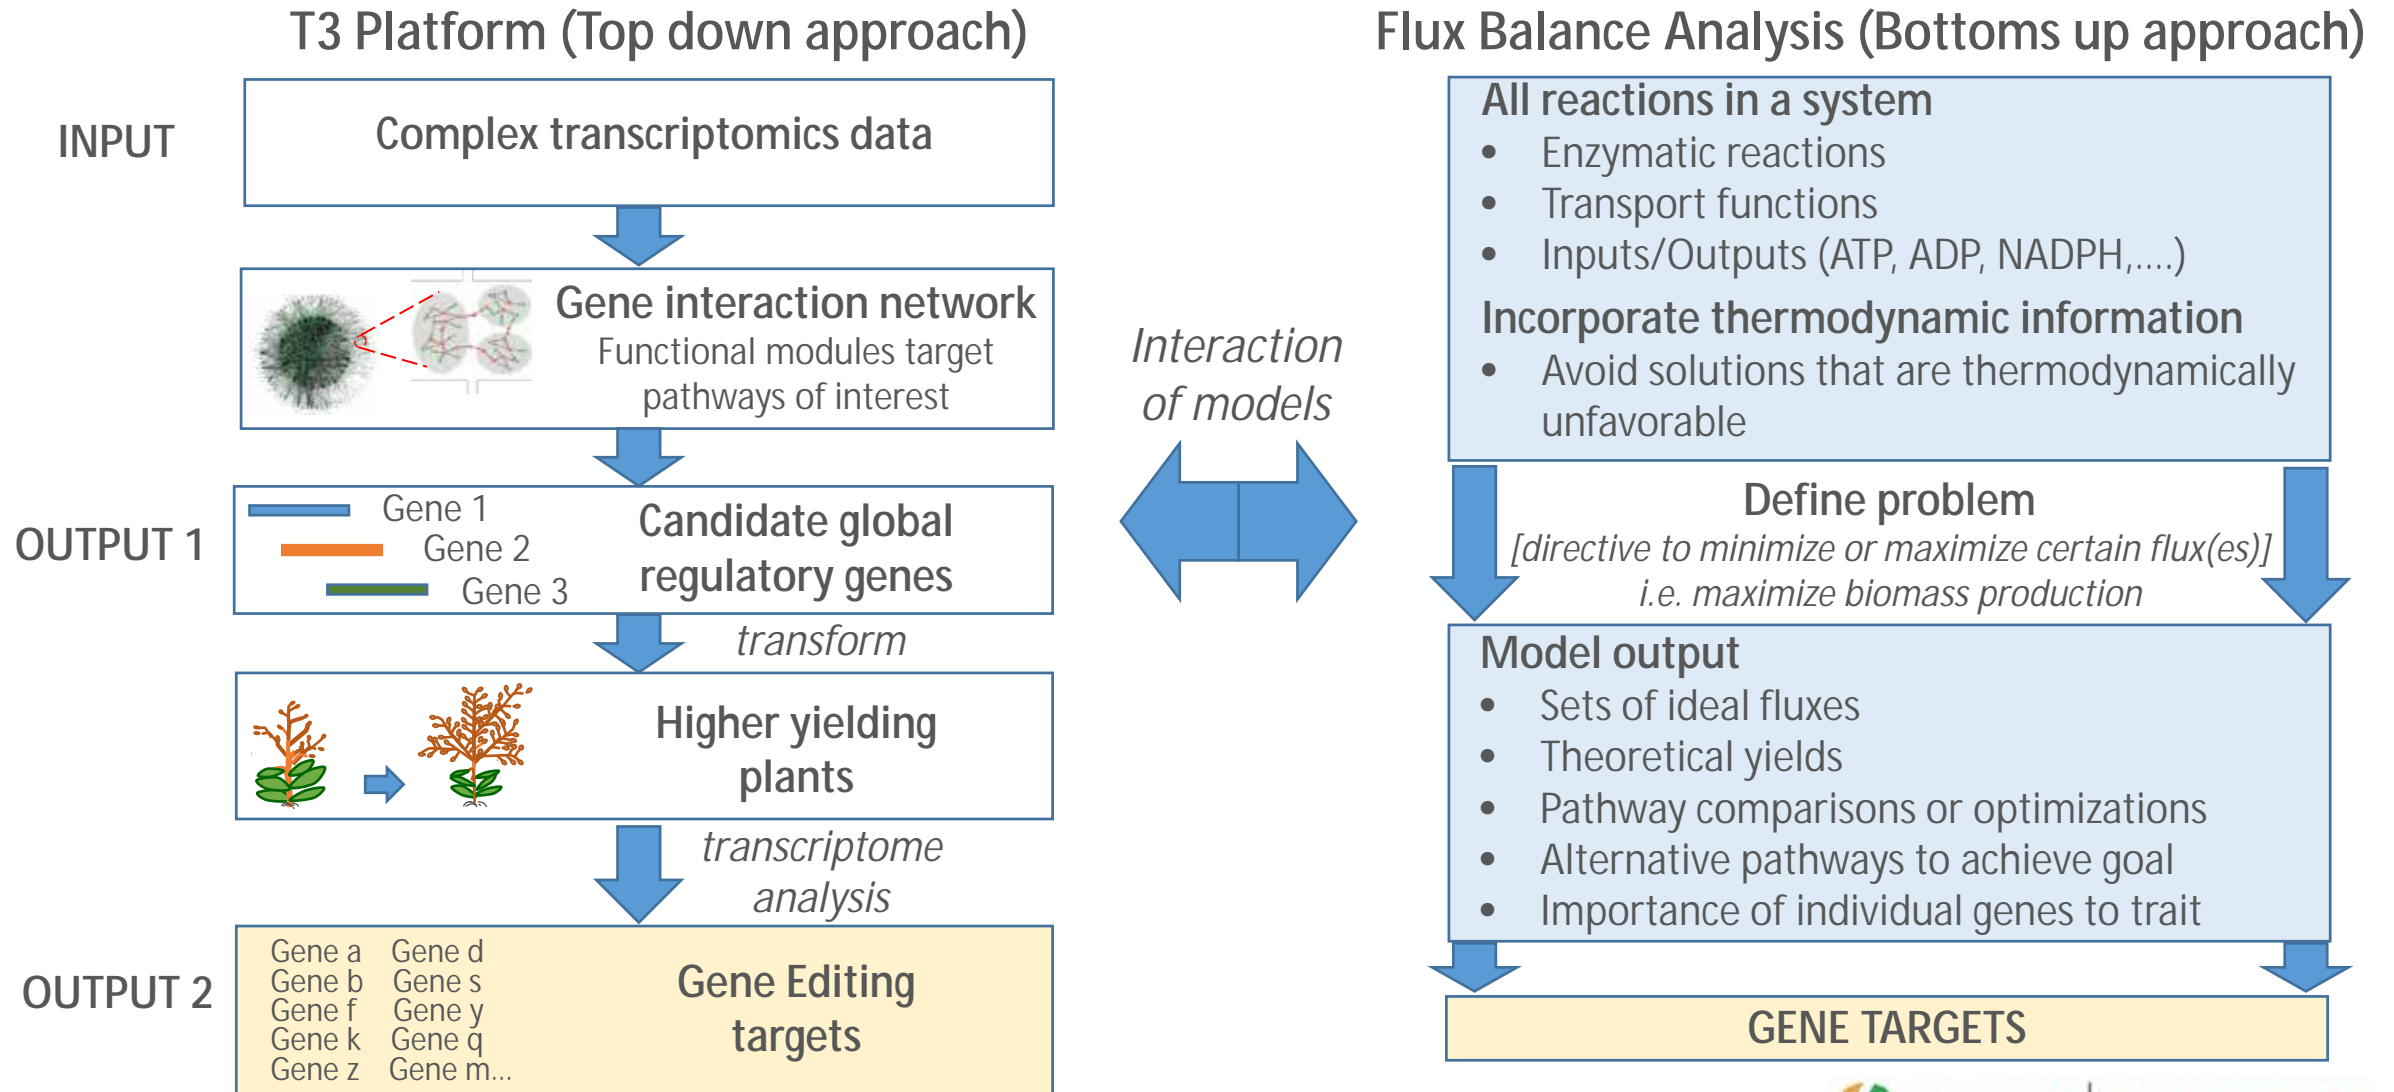 T3 Platform (Top down approach)
INPUT
Complex transcriptomics data
Gene interaction network
Functional modules target
pathways of interest
OUTPUT 1
Gene 1
Gene 2
Gene 3
Candidate global
regulatory genes
transform
Higher yielding
plants
transcriptome
analysis
OUTPUT 2
Gene a Gene d
Gene b Gene s
Gene f Gene y
Gene k Gene q
Gene z Gene m...
Gene Editing
targets
Interaction
of models
Flux Balance Analysis (Bottoms up approach)
All reactions in a system
• Enzymatic reactions
• Transport functions
• Inputs/Outputs (ATP, ADP, NADPH,....)
Incorporate thermodynamic information
• Avoid solutions that are thermodynamically
unfavorable
Define problem
[directive to minimize or maximize certain flux(es)]
i.e. maximize biomass production
Model output
• Sets of ideal fluxes
• Theoretical yields
• Pathway comparisons or optimizations
• Alternative pathways to achieve goal
• Importance of individual genes to trait
GENE TARGETS